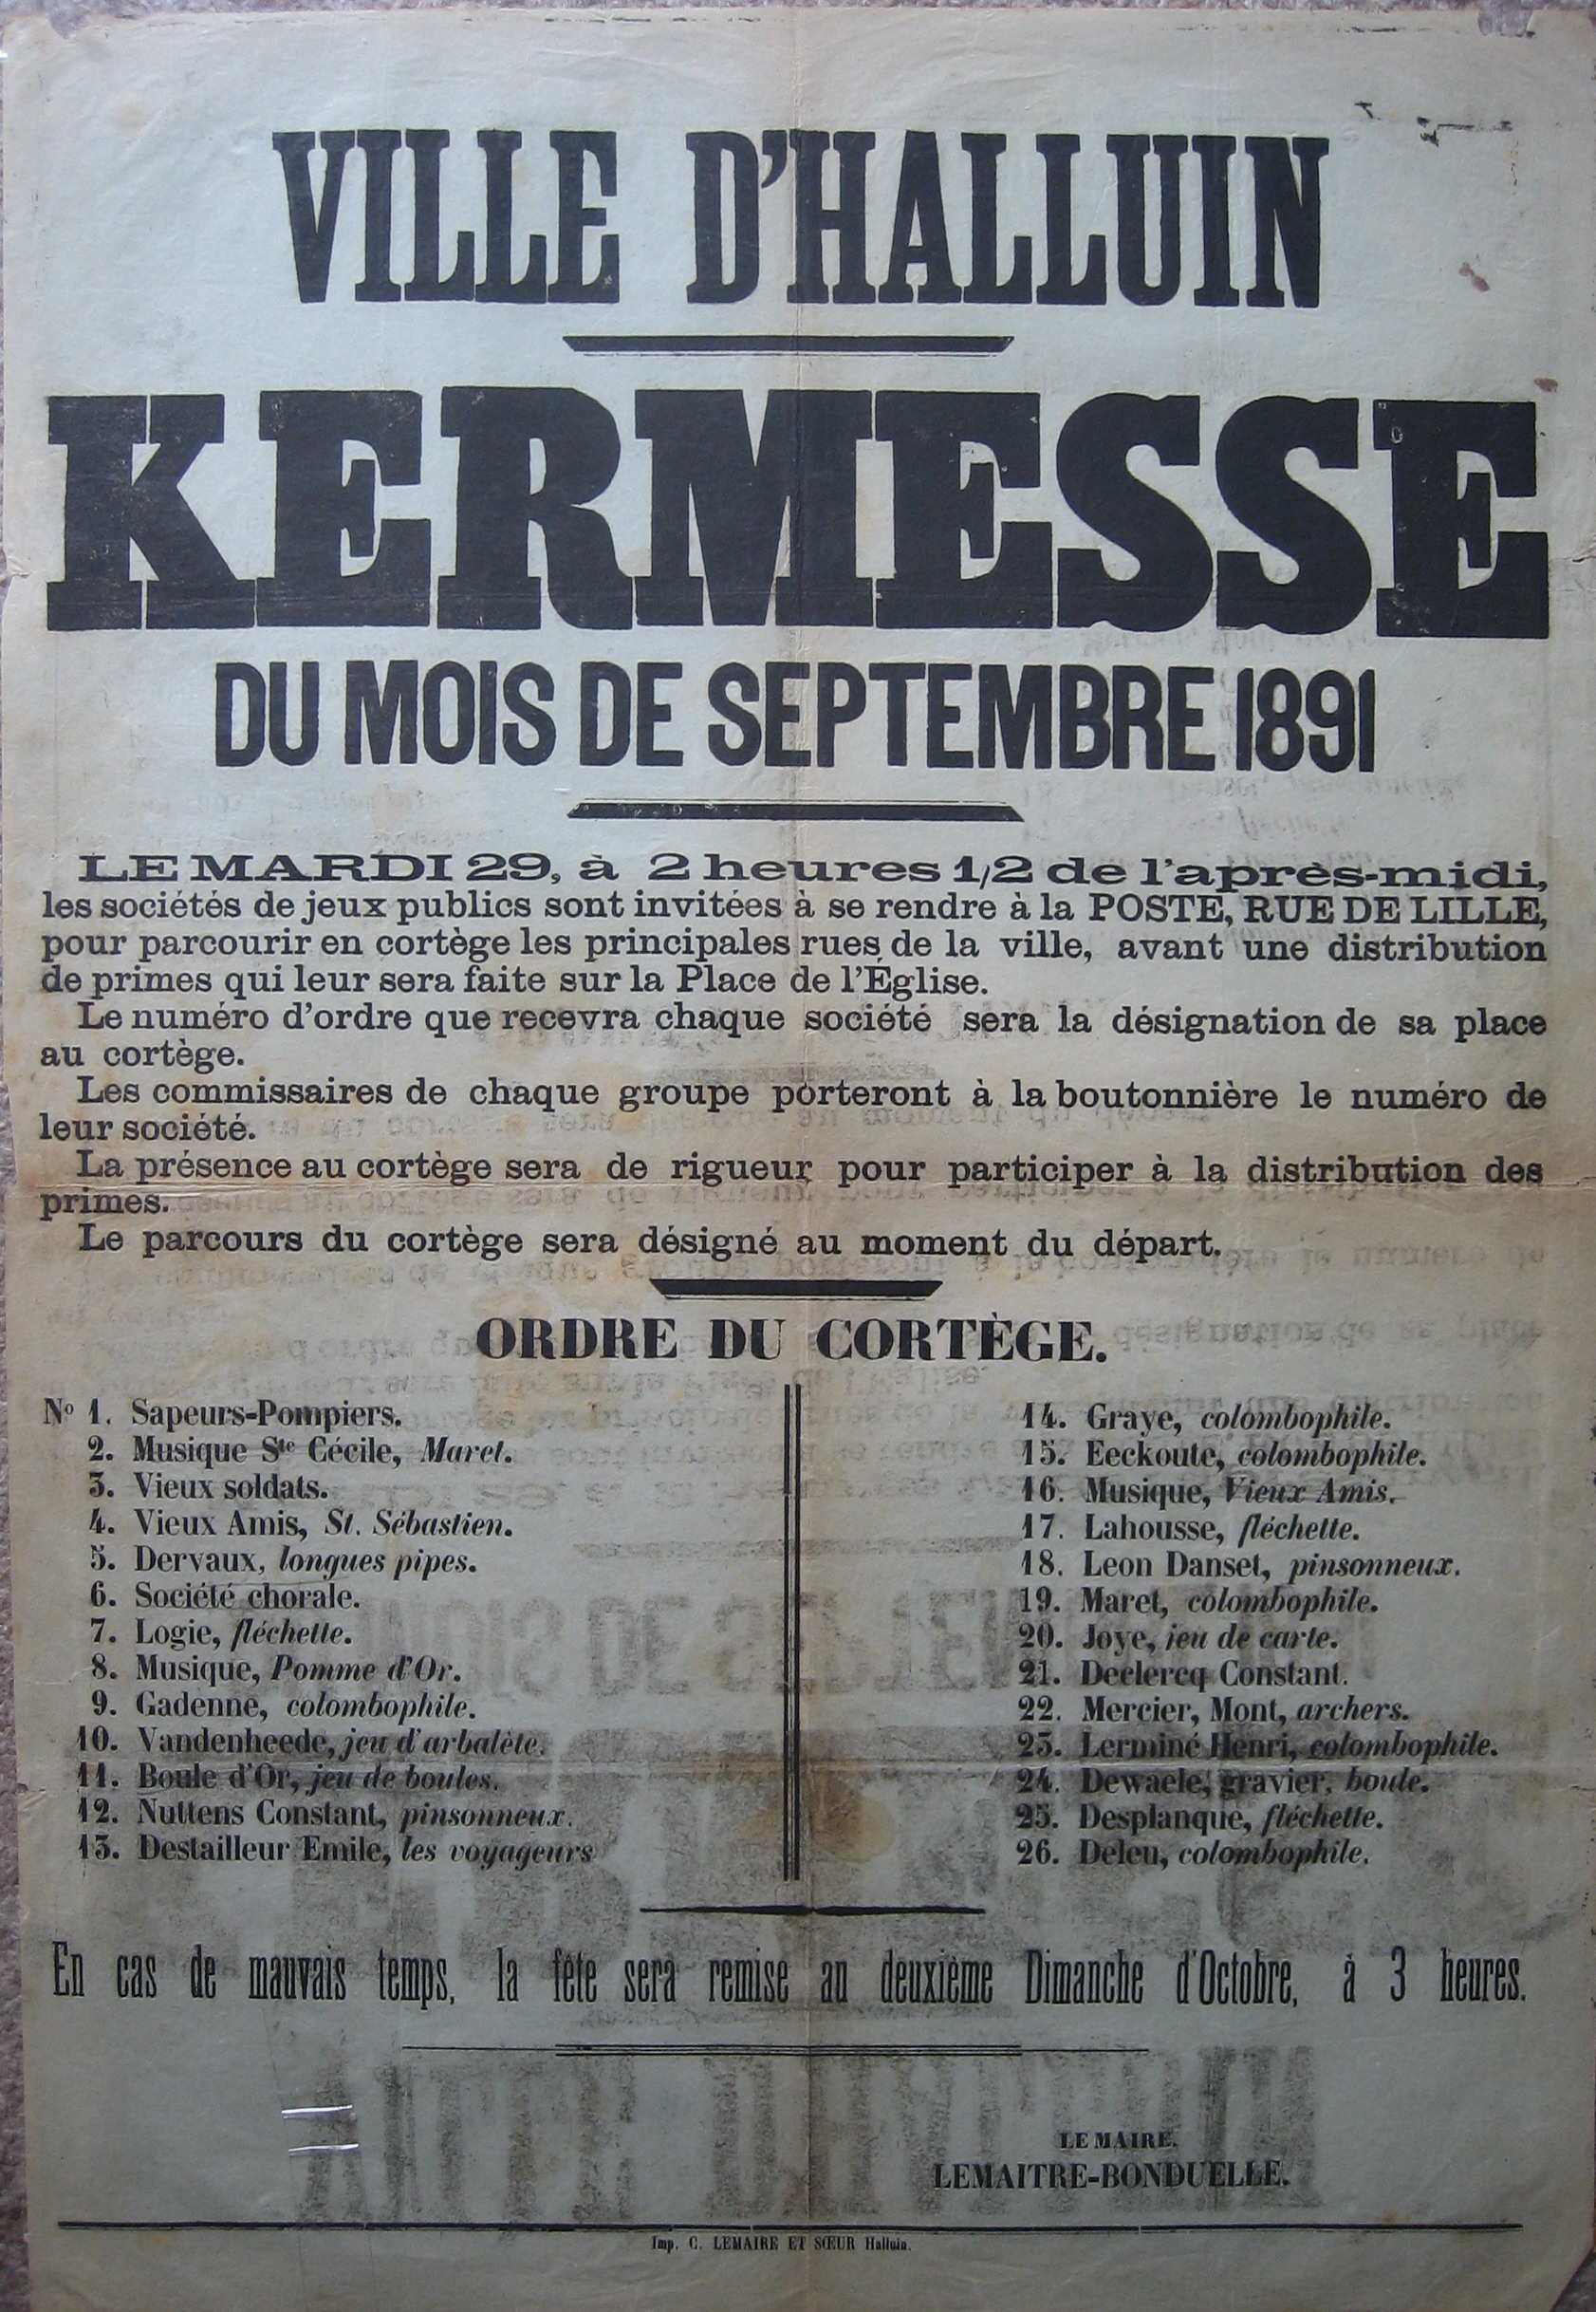 VILLE D'HALLUIN
KERMESSE
DU MOIS DE SEPTEMBRE 1891
LE MARDI 29, à 2 heures 1/2 de l'après-midi,
les sociétés de jeux publics sont invitées à se rendre à la POSTE, RUE DE LILLE,
pour parcourir en cortège les principales rues de la ville, avant une distribution
de primes qui leur sera faite sur la Place de l'Église.
Le numéro d'ordre que recevra chaque société sera la désignation de sa place
au cortège.
Les commissaires de chaque groupe porteront à la boutonnière le numéro de
leur société.
La présence au cortège sera de rigueur pour participer à la distribution des
primes.
Le parcours du cortège sera désigné au moment du départ.
ORDRE DU CORTÈGE.
No 1. Sapeurs-Pompiers.
2. Musique Ste Cécile, Maret.
3. Vieux soldats.
4. Vieux Amis, St. Sébastien.
5. Dervaux, longues pipes.
6. Société chorale.
7. Logie, fléchette.
8. Musique, Pomme d'Or.
9. Gadenne, colombophile.
10. Vandenheede, jeu d'arbalète.
11. Boule d'Or, jeu de boules.
12. Nuttens Constant, pinsonneux.
13. Destailleur Emile, les voyageurs
14. Graye, colombophile.
15. Eeckoute, colombophile.
16. Musique, Vieux Amis.
17. Lahousse, fléchette.
18. Leon Danset, pinsonneux.
19. Maret, colombophile.
20. Joye, jeu de carte.
21. Declercq Constant.
22. Mercier, Mont, archers.
23. Lerminé Henri, colombophile.
24. Dewaele, gravier, boule.
25. Desplanque, fléchette.
26. Deleu, colombophile.
En cas de mauvais temps, la fête sera remise au deuxième Dimanche d'Octobre, à 3 heures.
LE MAIRE.
LEMAITRE-BONDUELLE.
Imp. C. LEMAIRE ET SŒUR Halluin.